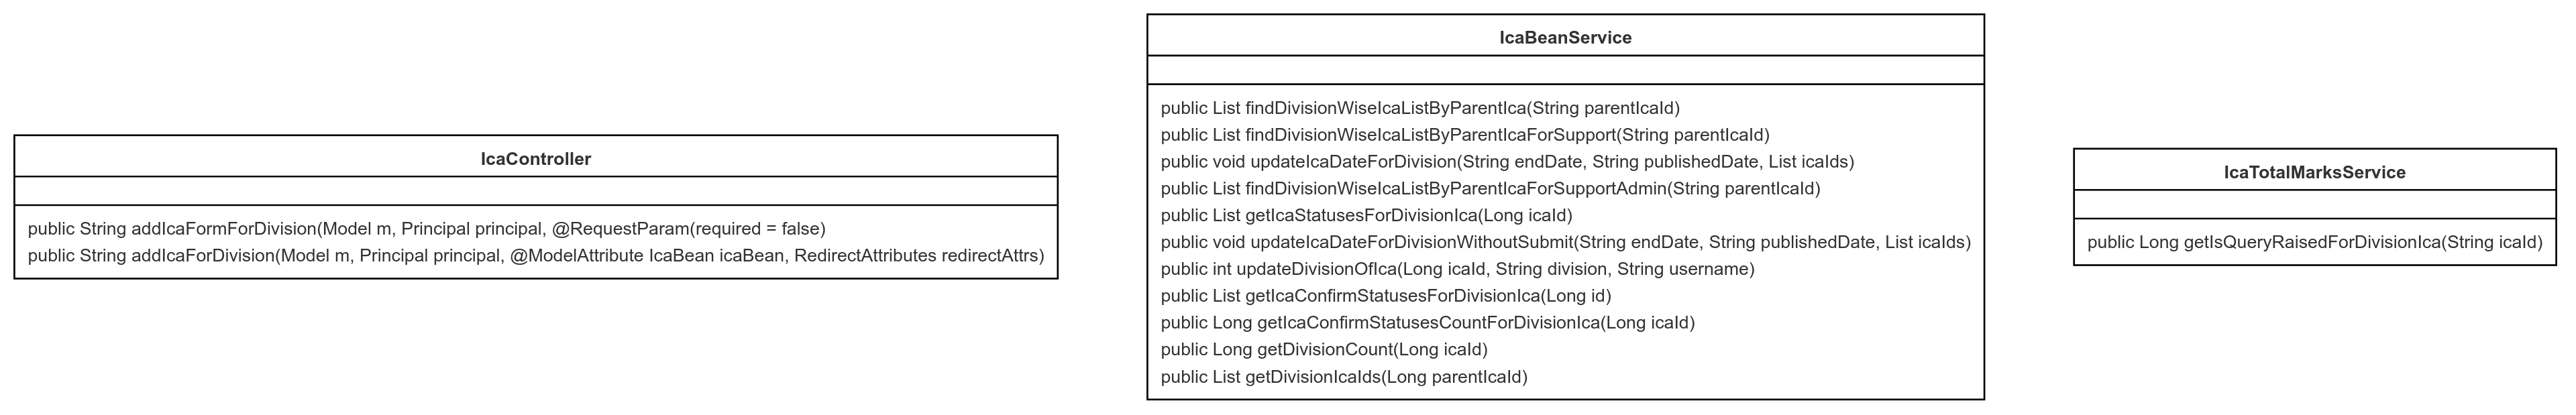 IcaController
public String addIcaFormForDivision(Model m, Principal principal, @RequestParam(required = false)
public String addIcaForDivision(Model m, Principal principal, @ModelAttribute IcaBean icaBean, RedirectAttributes redirectAttrs)
IcaBeanService
public List findDivisionWiseIcaListByParentIca(String parentIcaId)
public List findDivisionWiseIcaListByParentIcaForSupport(String parentIcaId)
public void updateIcaDateForDivision(String endDate, String publishedDate, List icaIds)
public List findDivisionWiseIcaListByParentIcaForSupportAdmin(String parentIcaId)
public List getIcaStatusesForDivisionIca(Long icaId)
public void updateIcaDateForDivisionWithoutSubmit(String endDate, String publishedDate, List icaIds)
public int updateDivisionOfIca(Long icaId, String division, String username)
public List getIcaConfirmStatusesForDivisionIca(Long id)
public Long getIcaConfirmStatusesCountForDivisionIca(Long icaId)
public Long getDivisionCount(Long icaId)
public List getDivisionIcaIds(Long parentIcaId)
IcaTotalMarksService
public Long getIsQueryRaisedForDivisionIca(String icaId)